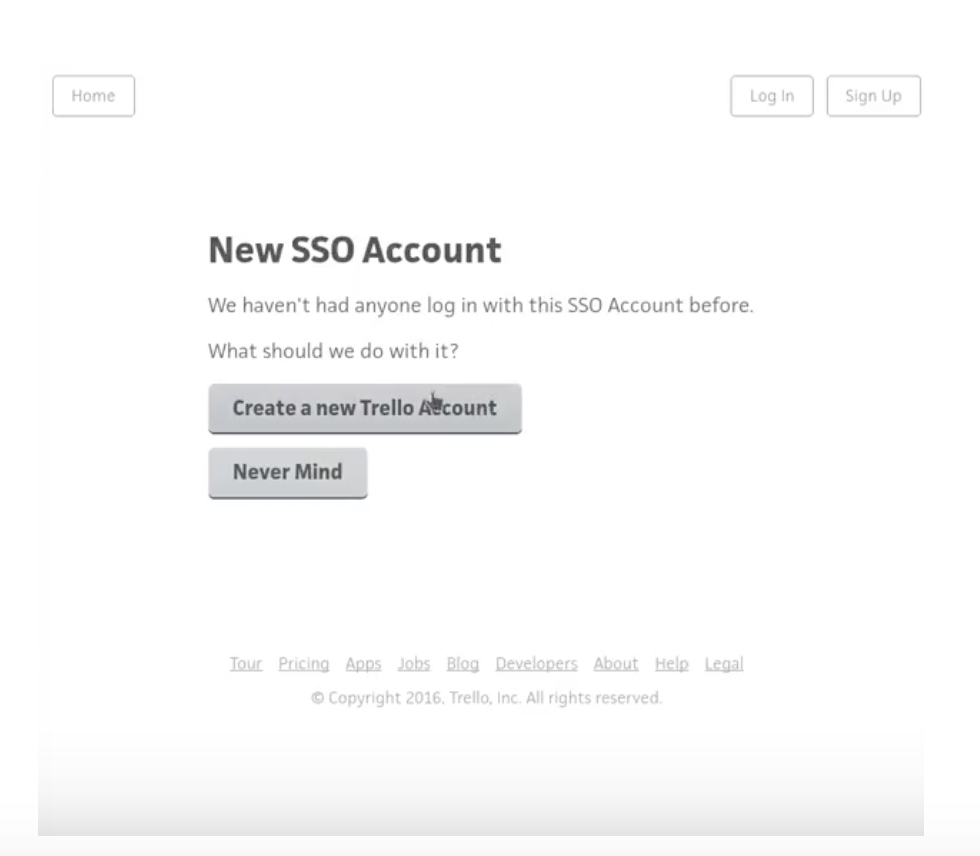 Home Log In Sign Up
New SSO Account
We haven't had anyone log in with this SSO Account before.
What should we do with it?
Create a new Trello Account
Never Mind
Tour Pricing Apps Jobs Blog Developers About Help Legal
© Copyright 2016, Trello, Inc. All rights reserved.